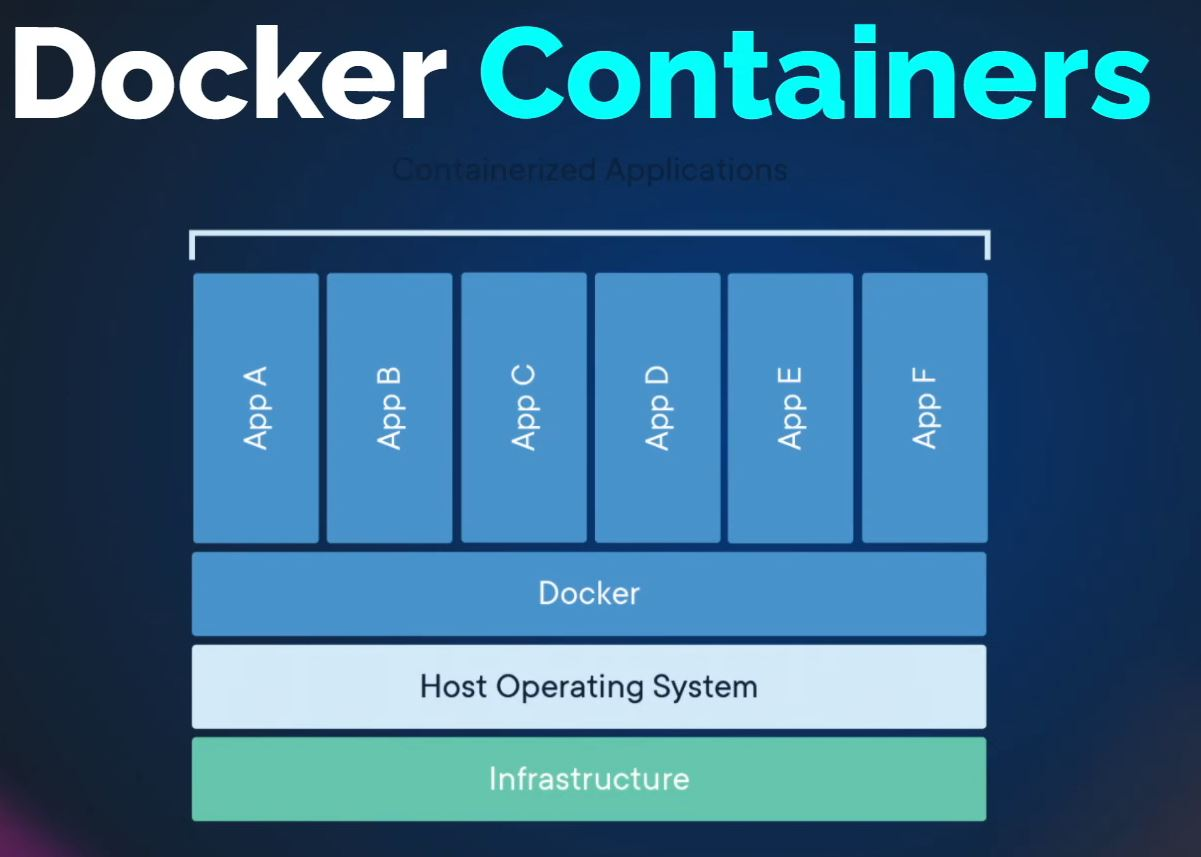 Docker Containers
Containerized Applications
App A
App B
App C
App D
App E
App F
Docker
Host Operating System
Infrastructure